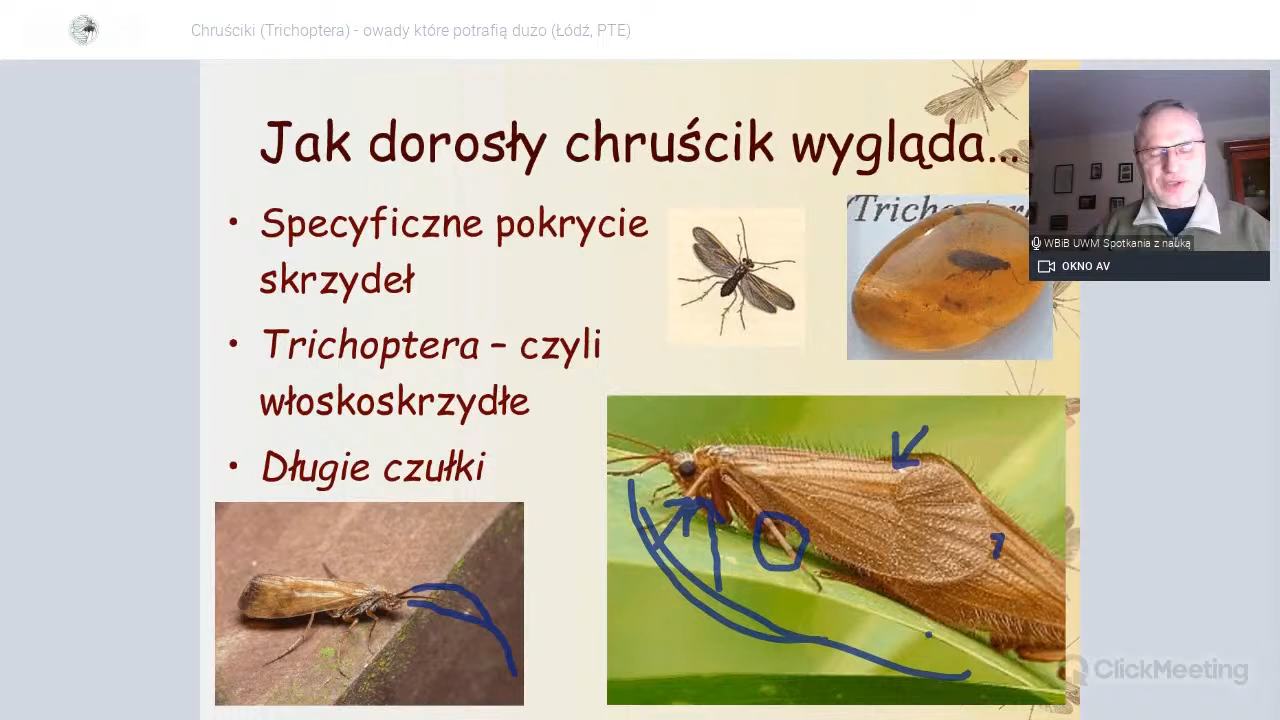 Chruściki (Trichoptera) - owady które potrafią dużo (Łódź, PTE)
Jak dorosły chruścik wygląda...
• Specyficzne pokrycie
skrzydeł
• Trichoptera – czyli
włoskoskrzydłe
• Długie czułki
WBiB UWM Spotkania z nauką
OKNO AV
ClickMeeting